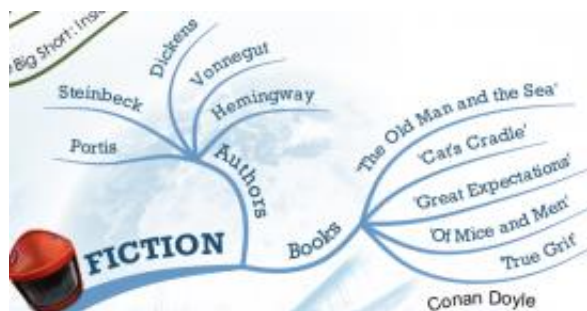 Big Short: Insi
Dickens
Vonnegut
Steinbeck
Hemingway
Portis
Authors
FICTION
Books
'The Old Man and the Sea'
'Cat's Cradle'
'Great Expectations'
'Of Mice and Men'
'True Grit'
Conan Doyle